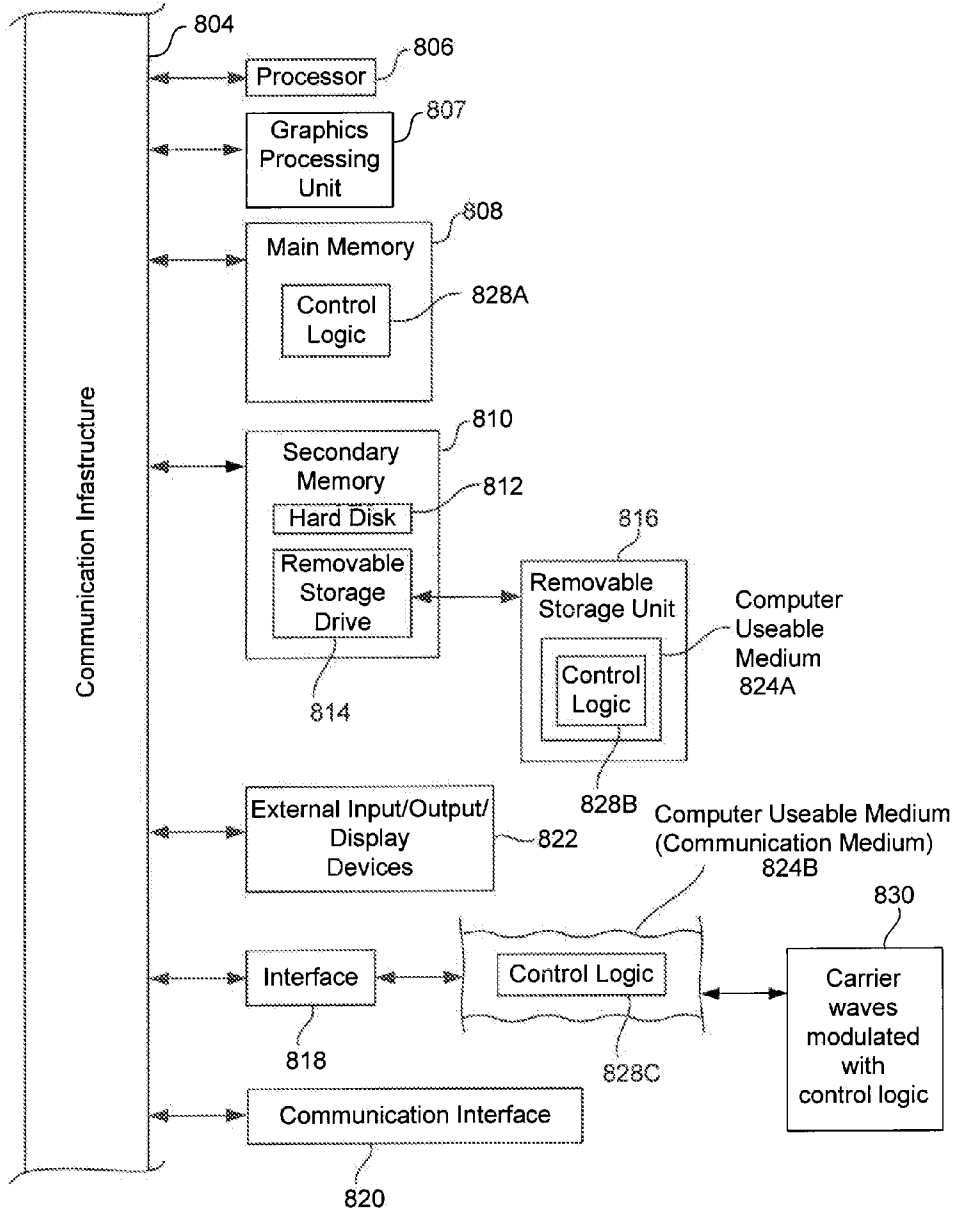 804
806
Processor
807
Graphics
Processing
Unit
808
Main Memory
828A
Control
Logic
Communication Infastructure
810
Secondary
Memory
812
Hard Disk
816
Removable
Storage
Drive
814
Removable
Storage Unit
Computer
Useable
Medium
824A
Control
Logic
828B
External Input/Output/
Display
Devices
822
Computer Useable Medium
(Communication Medium)
824B
830
Interface
818
Control Logic
828C
Carrier
waves
modulated
with
control logic
Communication Interface
820